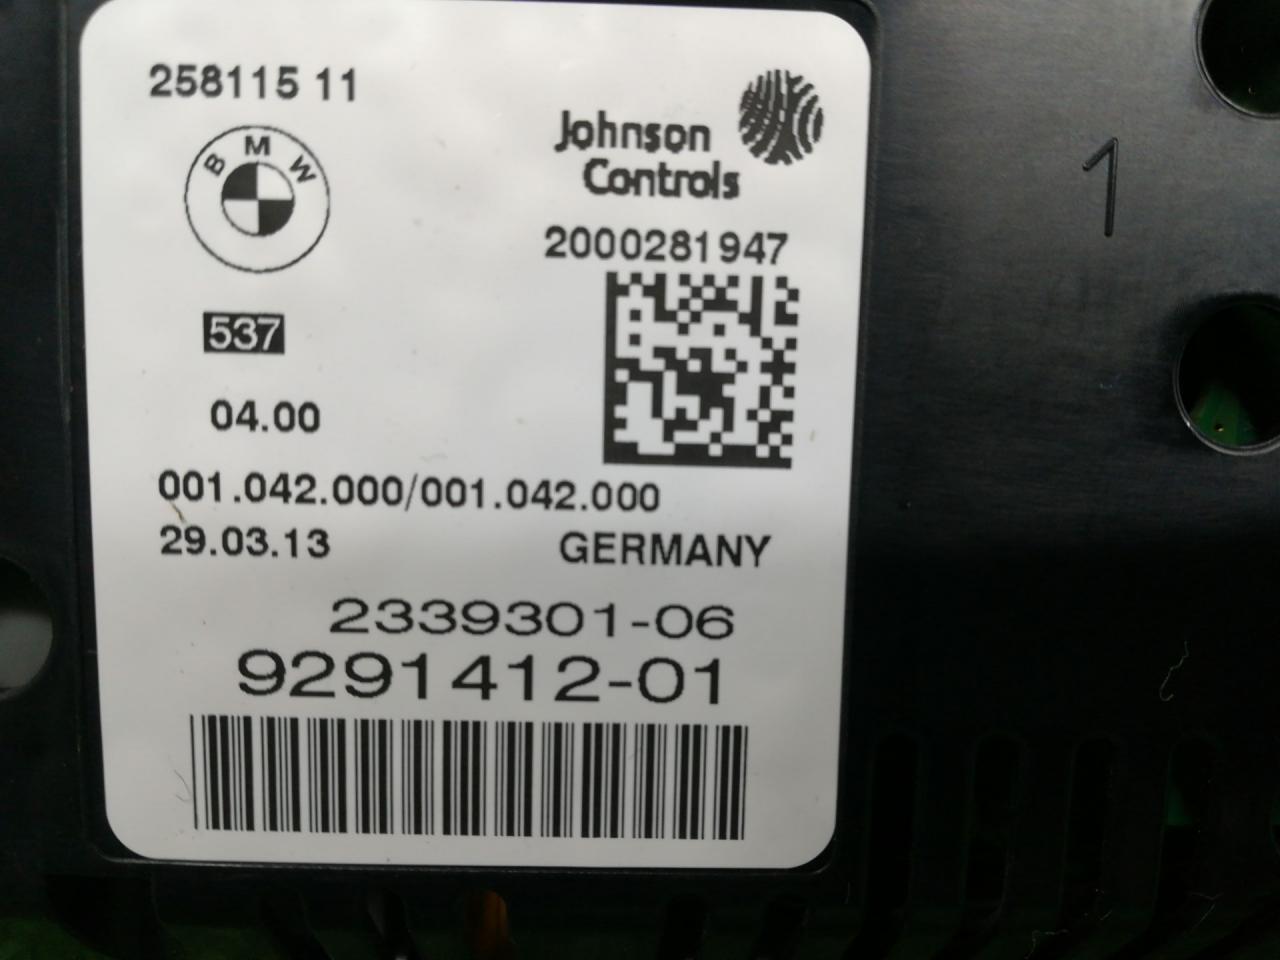 258115 11
BMW
Johnson
Controls
2000281947
537
04.00
001.042.000/001.042.000
29.03.13 GERMANY
2339301-06
9291412-01
1